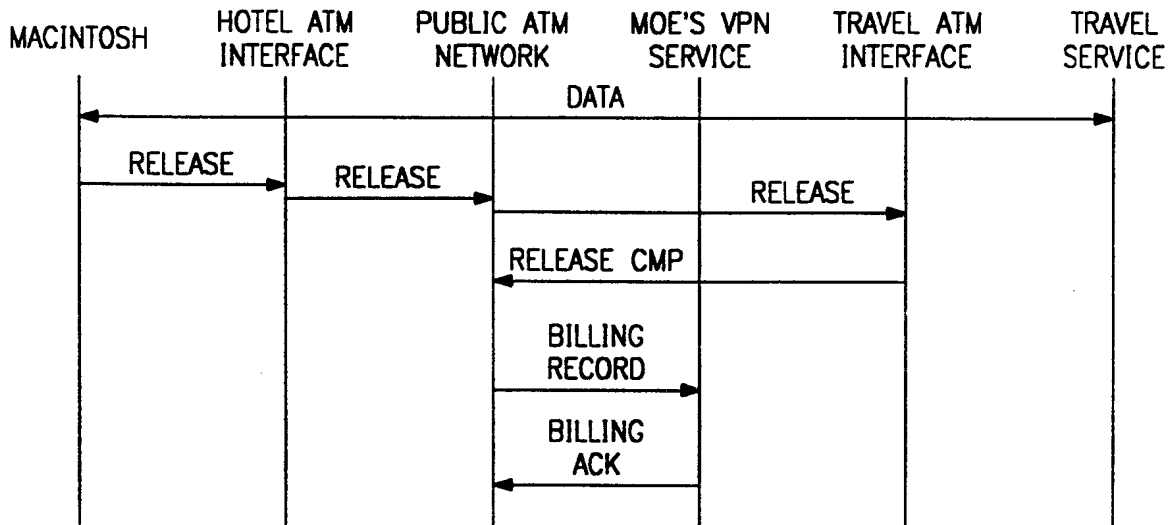 MACINTOSH
HOTEL ATM
INTERFACE
PUBLIC ATM
NETWORK
MOE'S VPN
SERVICE
TRAVEL ATM
INTERFACE
TRAVEL
SERVICE
DATA
RELEASE
RELEASE
RELEASE
RELEASE CMP
BILLING
RECORD
BILLING
ACK